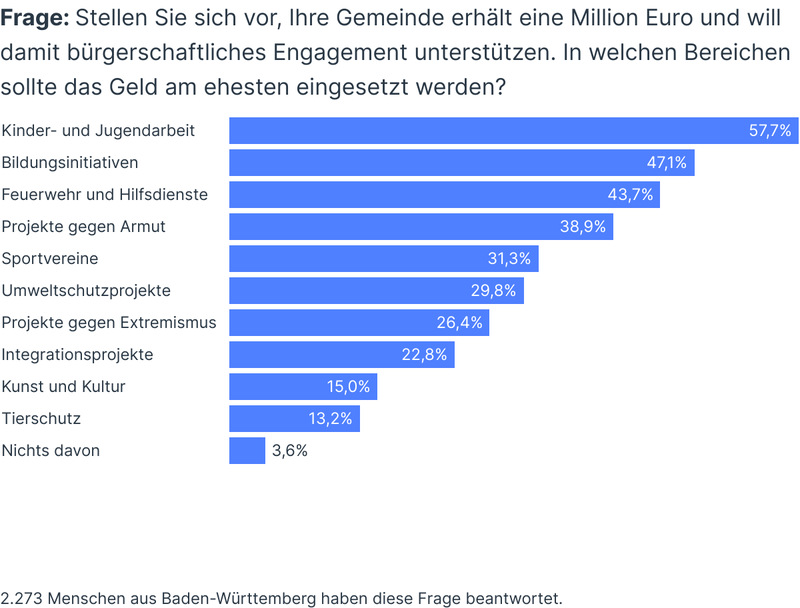 Frage: Stellen Sie sich vor, Ihre Gemeinde erhält eine Million Euro und will
damit bürgerschaftliches Engagement unterstützen. In welchen Bereichen
sollte das Geld am ehesten eingesetzt werden?
Kinder- und Jugendarbeit 57,7%
Bildungsinitiativen 47,1%
Feuerwehr und Hilfsdienste 43,7%
Projekte gegen Armut 38,9%
Sportvereine 31,3%
Umweltschutzprojekte 29,8%
Projekte gegen Extremismus 26,4%
Integrationsprojekte 22,8%
Kunst und Kultur 15,0%
Tierschutz 13,2%
Nichts davon 3,6%
2.273 Menschen aus Baden-Württemberg haben diese Frage beantwortet.